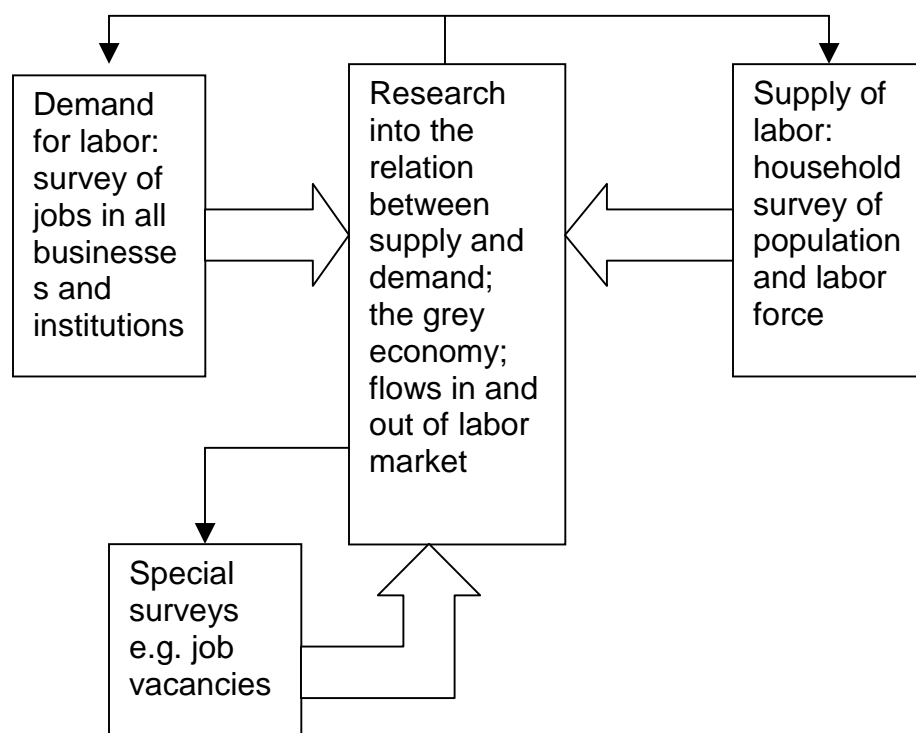 Demand
for labor:
survey of
jobs in all
businesse
s and
institutions
Research
into the
relation
between
supply and
demand;
the grey
economy;
flows in and
out of labor
market
Supply of
labor:
household
survey of
population
and labor
force
Special
surveys
e.g. job
vacancies